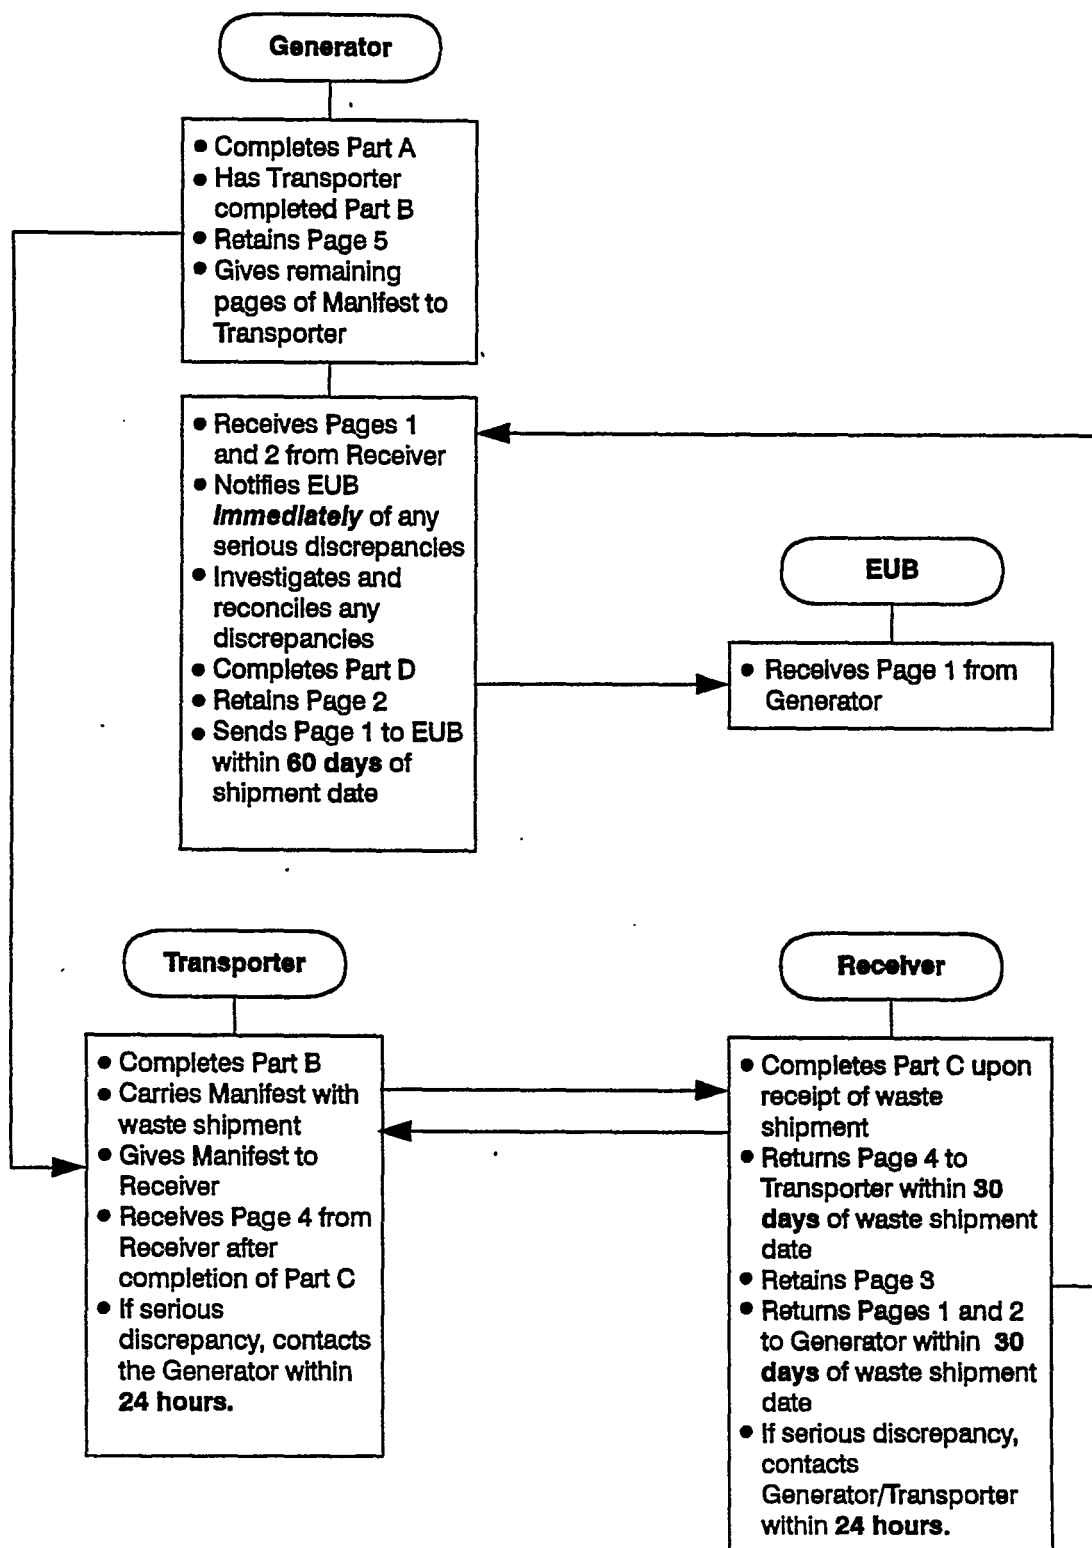 Generator
• Completes Part A
• Has Transporter
completed Part B
• Retains Page 5
• Gives remaining
pages of Manifest to
Transporter
• Receives Pages 1
and 2 from Receiver
• Notifies EUB
immediately of any
serious discrepancies
• Investigates and
reconciles any
discrepancies
• Completes Part D
• Retains Page 2
• Sends Page 1 to EUB
within 60 days of
shipment date
EUB
• Receives Page 1 from
Generator
Transporter
• Completes Part B
• Carries Manifest with
waste shipment
• Gives Manifest to
Receiver
• Receives Page 4 from
Receiver after
completion of Part C
• If serious
discrepancy, contacts
the Generator within
24 hours.
Receiver
• Completes Part C upon
receipt of waste
shipment
• Returns Page 4 to
Transporter within 30
days of waste shipment
date
• Retains Page 3
• Returns Pages 1 and 2
to Generator within 30
days of waste shipment
date
• If serious discrepancy,
contacts
Generator/Transporter
within 24 hours.